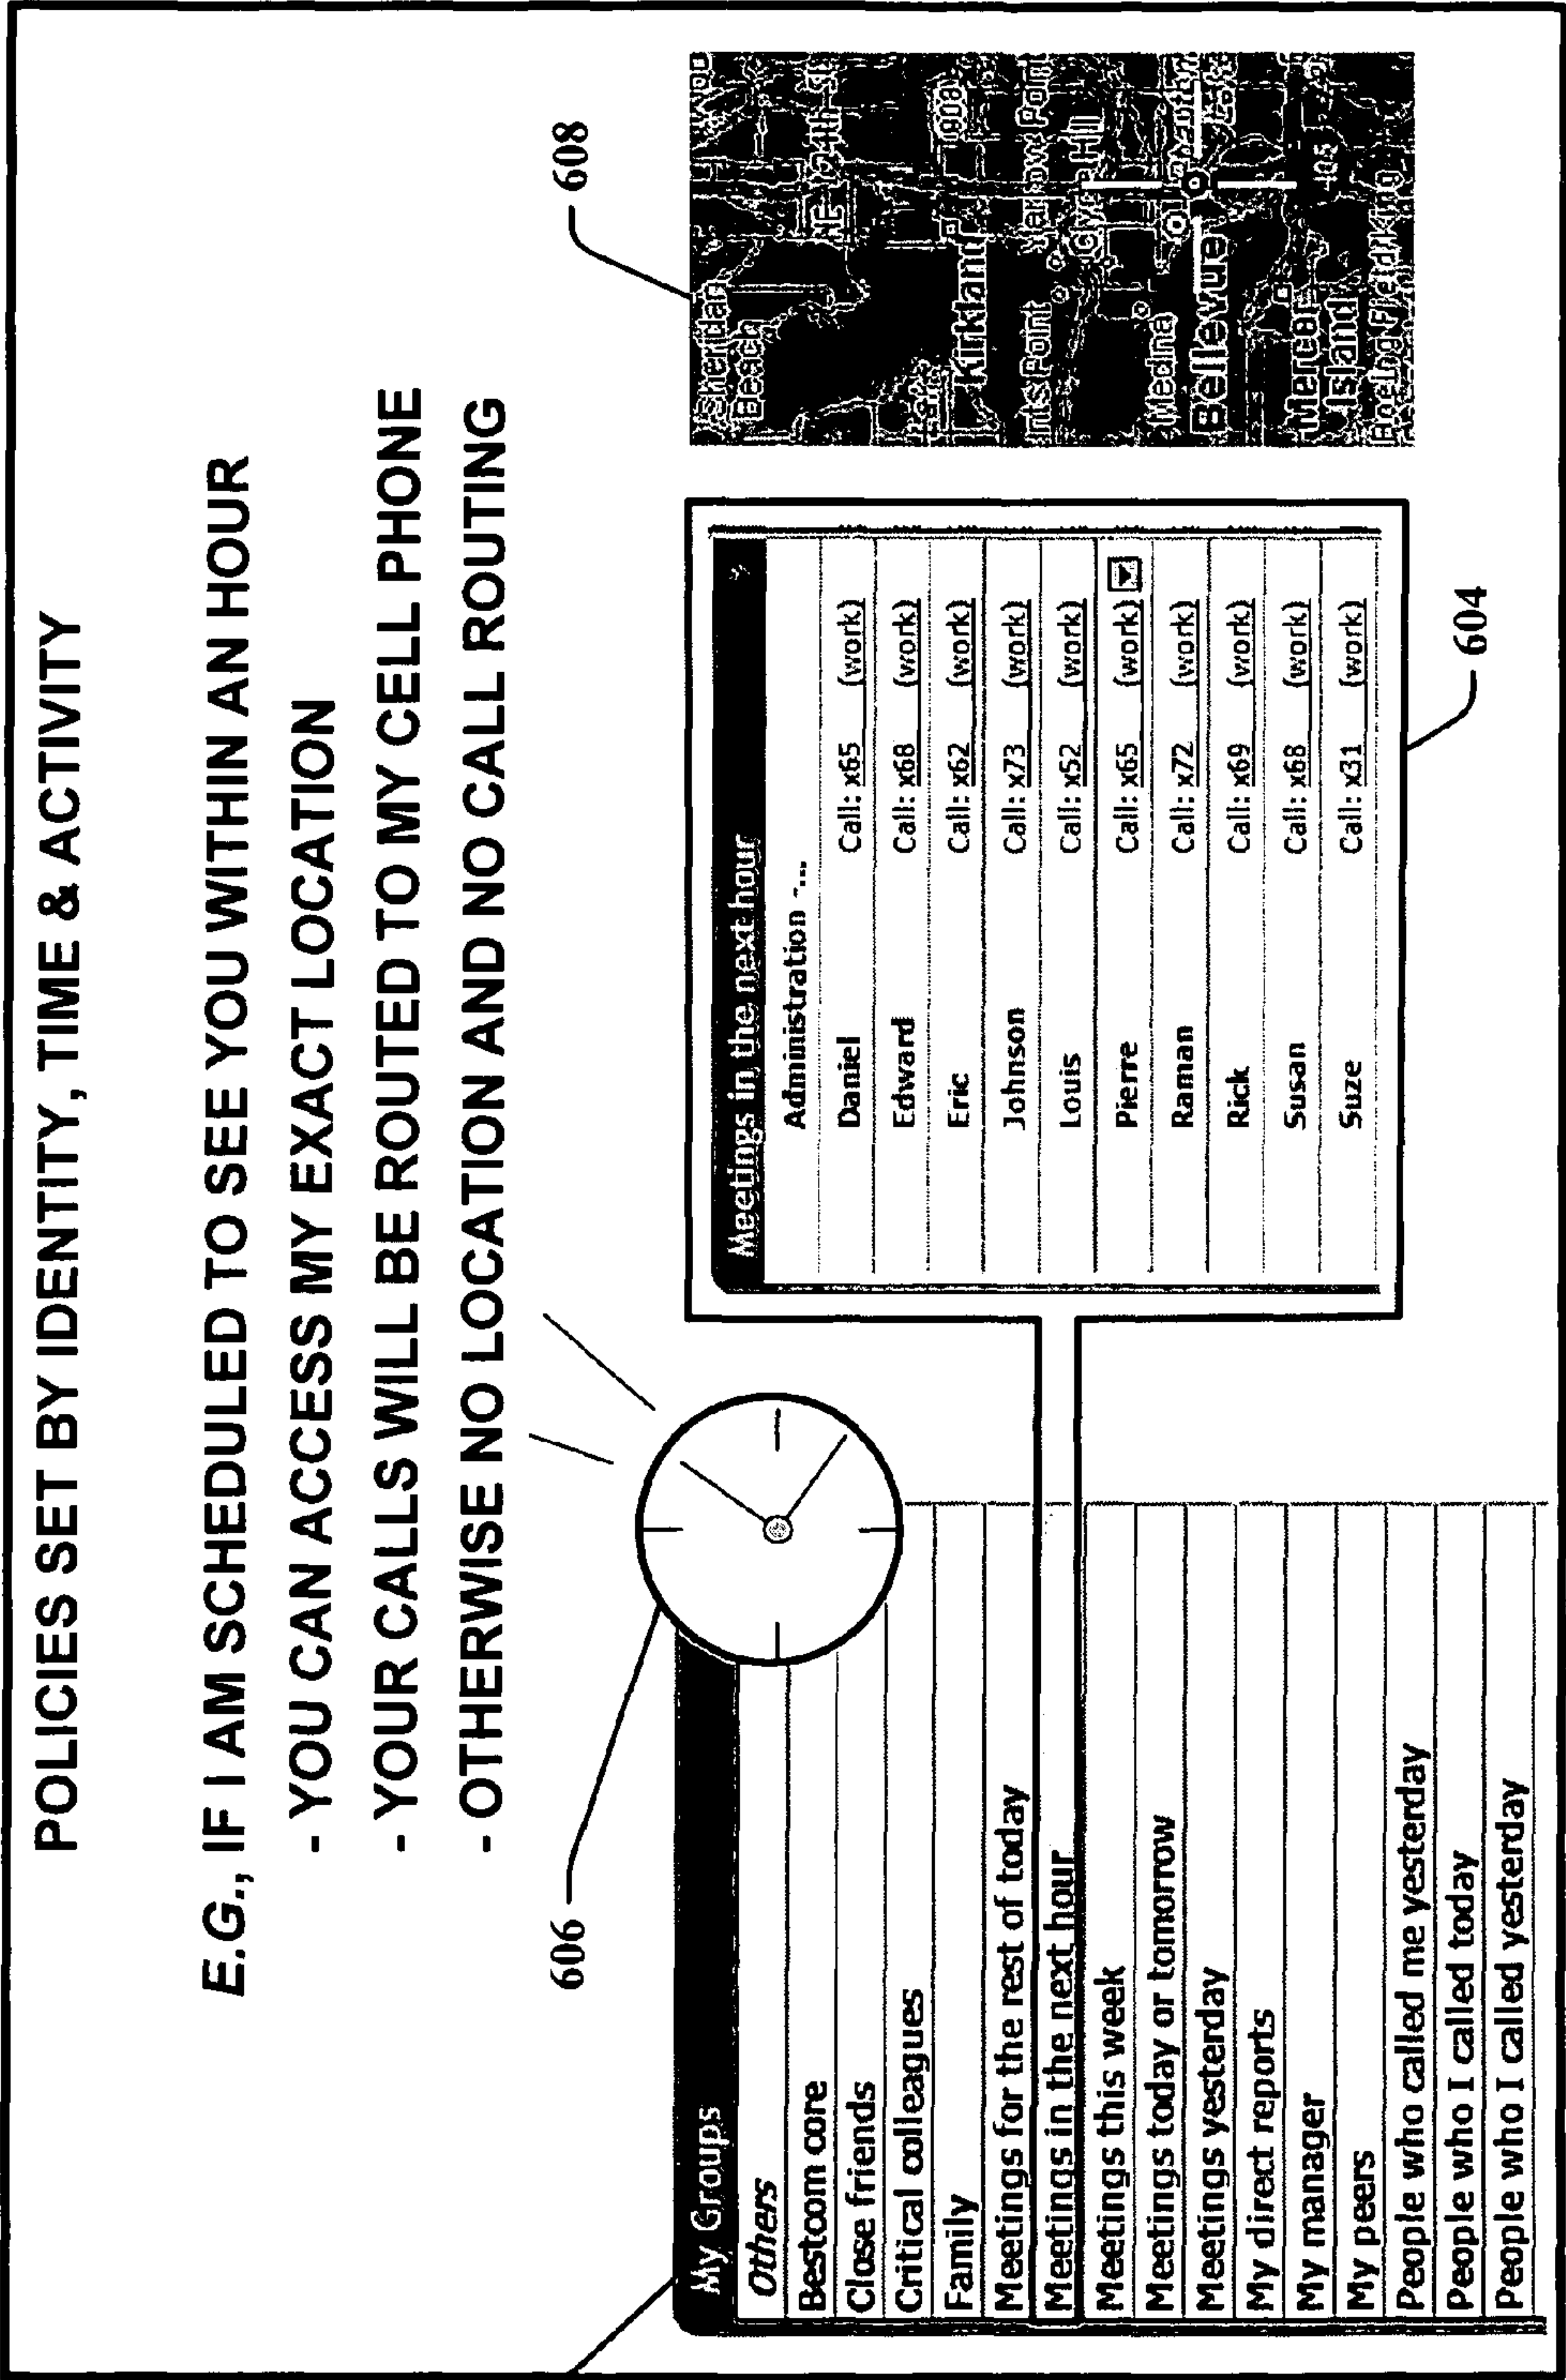 POLICIES SET BY IDENTITY, TIME & ACTIVITY
E.G., IF I AM SCHEDULED TO SEE YOU WITHIN AN HOUR
- YOU CAN ACCESS MY EXACT LOCATION
- YOUR CALLS WILL BE ROUTED TO MY CELL PHONE
- OTHERWISE NO LOCATION AND NO CALL ROUTING
606
608
My Groups
Others
Bestcom core
Close friends
Critical colleagues
Family
Meetings for the rest of today
Meetings in the next hour
Meetings this week
Meetings today or tomorrow
Meetings yesterday
My direct reports
My manager
My peers
People who called me yesterday
People who I called today
People who I called yesterday
Meetings in the next hour »
Administration -...
Daniel Call: x65 (work)
Edward Call: x68 (work)
Eric Call: x62 (work)
Johnson Call: x73 (work)
Louis Call: x52 (work)
Pierre Call: x65 (work)
Raman Call: x72 (work)
Rick Call: x69 (work)
Susan Call: x68 (work)
Suze Call: x31 (work)
604
Sheridan
Beach
Kirkland
Point
Medina
Bellevue
Mercer
Island